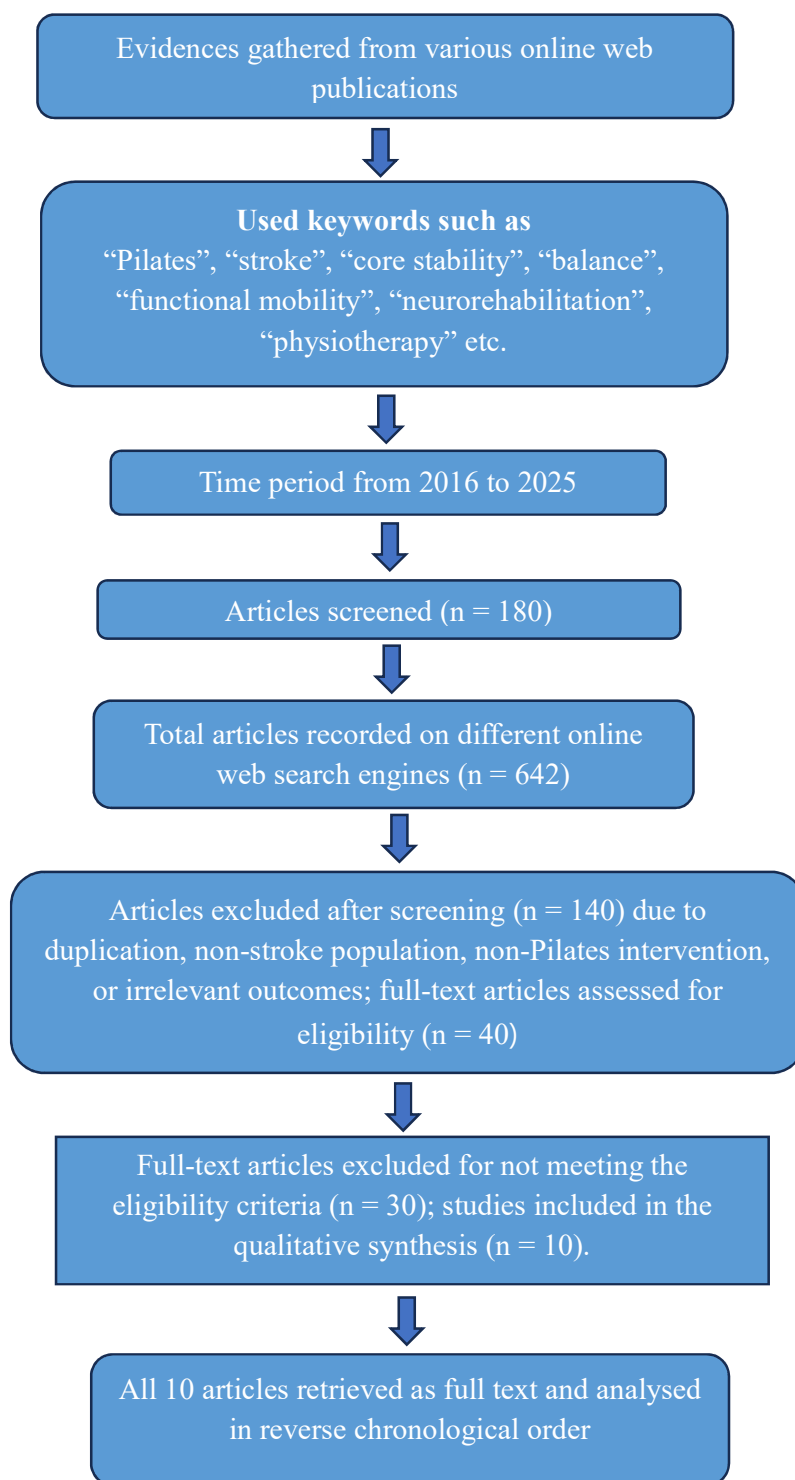 Evidences gathered from various online web
publications
Used keywords such as
“Pilates”, “stroke”, “core stability”, “balance”,
“functional mobility”, “neurorehabilitation”,
“physiotherapy” etc.
Time period from 2016 to 2025
Articles screened (n = 180)
Total articles recorded on different online
web search engines (n = 642)
Articles excluded after screening (n = 140) due to
duplication, non-stroke population, non-Pilates intervention,
or irrelevant outcomes; full-text articles assessed for
eligibility (n = 40)
Full-text articles excluded for not meeting the
eligibility criteria (n = 30); studies included in the
qualitative synthesis (n = 10).
All 10 articles retrieved as full text and analysed
in reverse chronological order